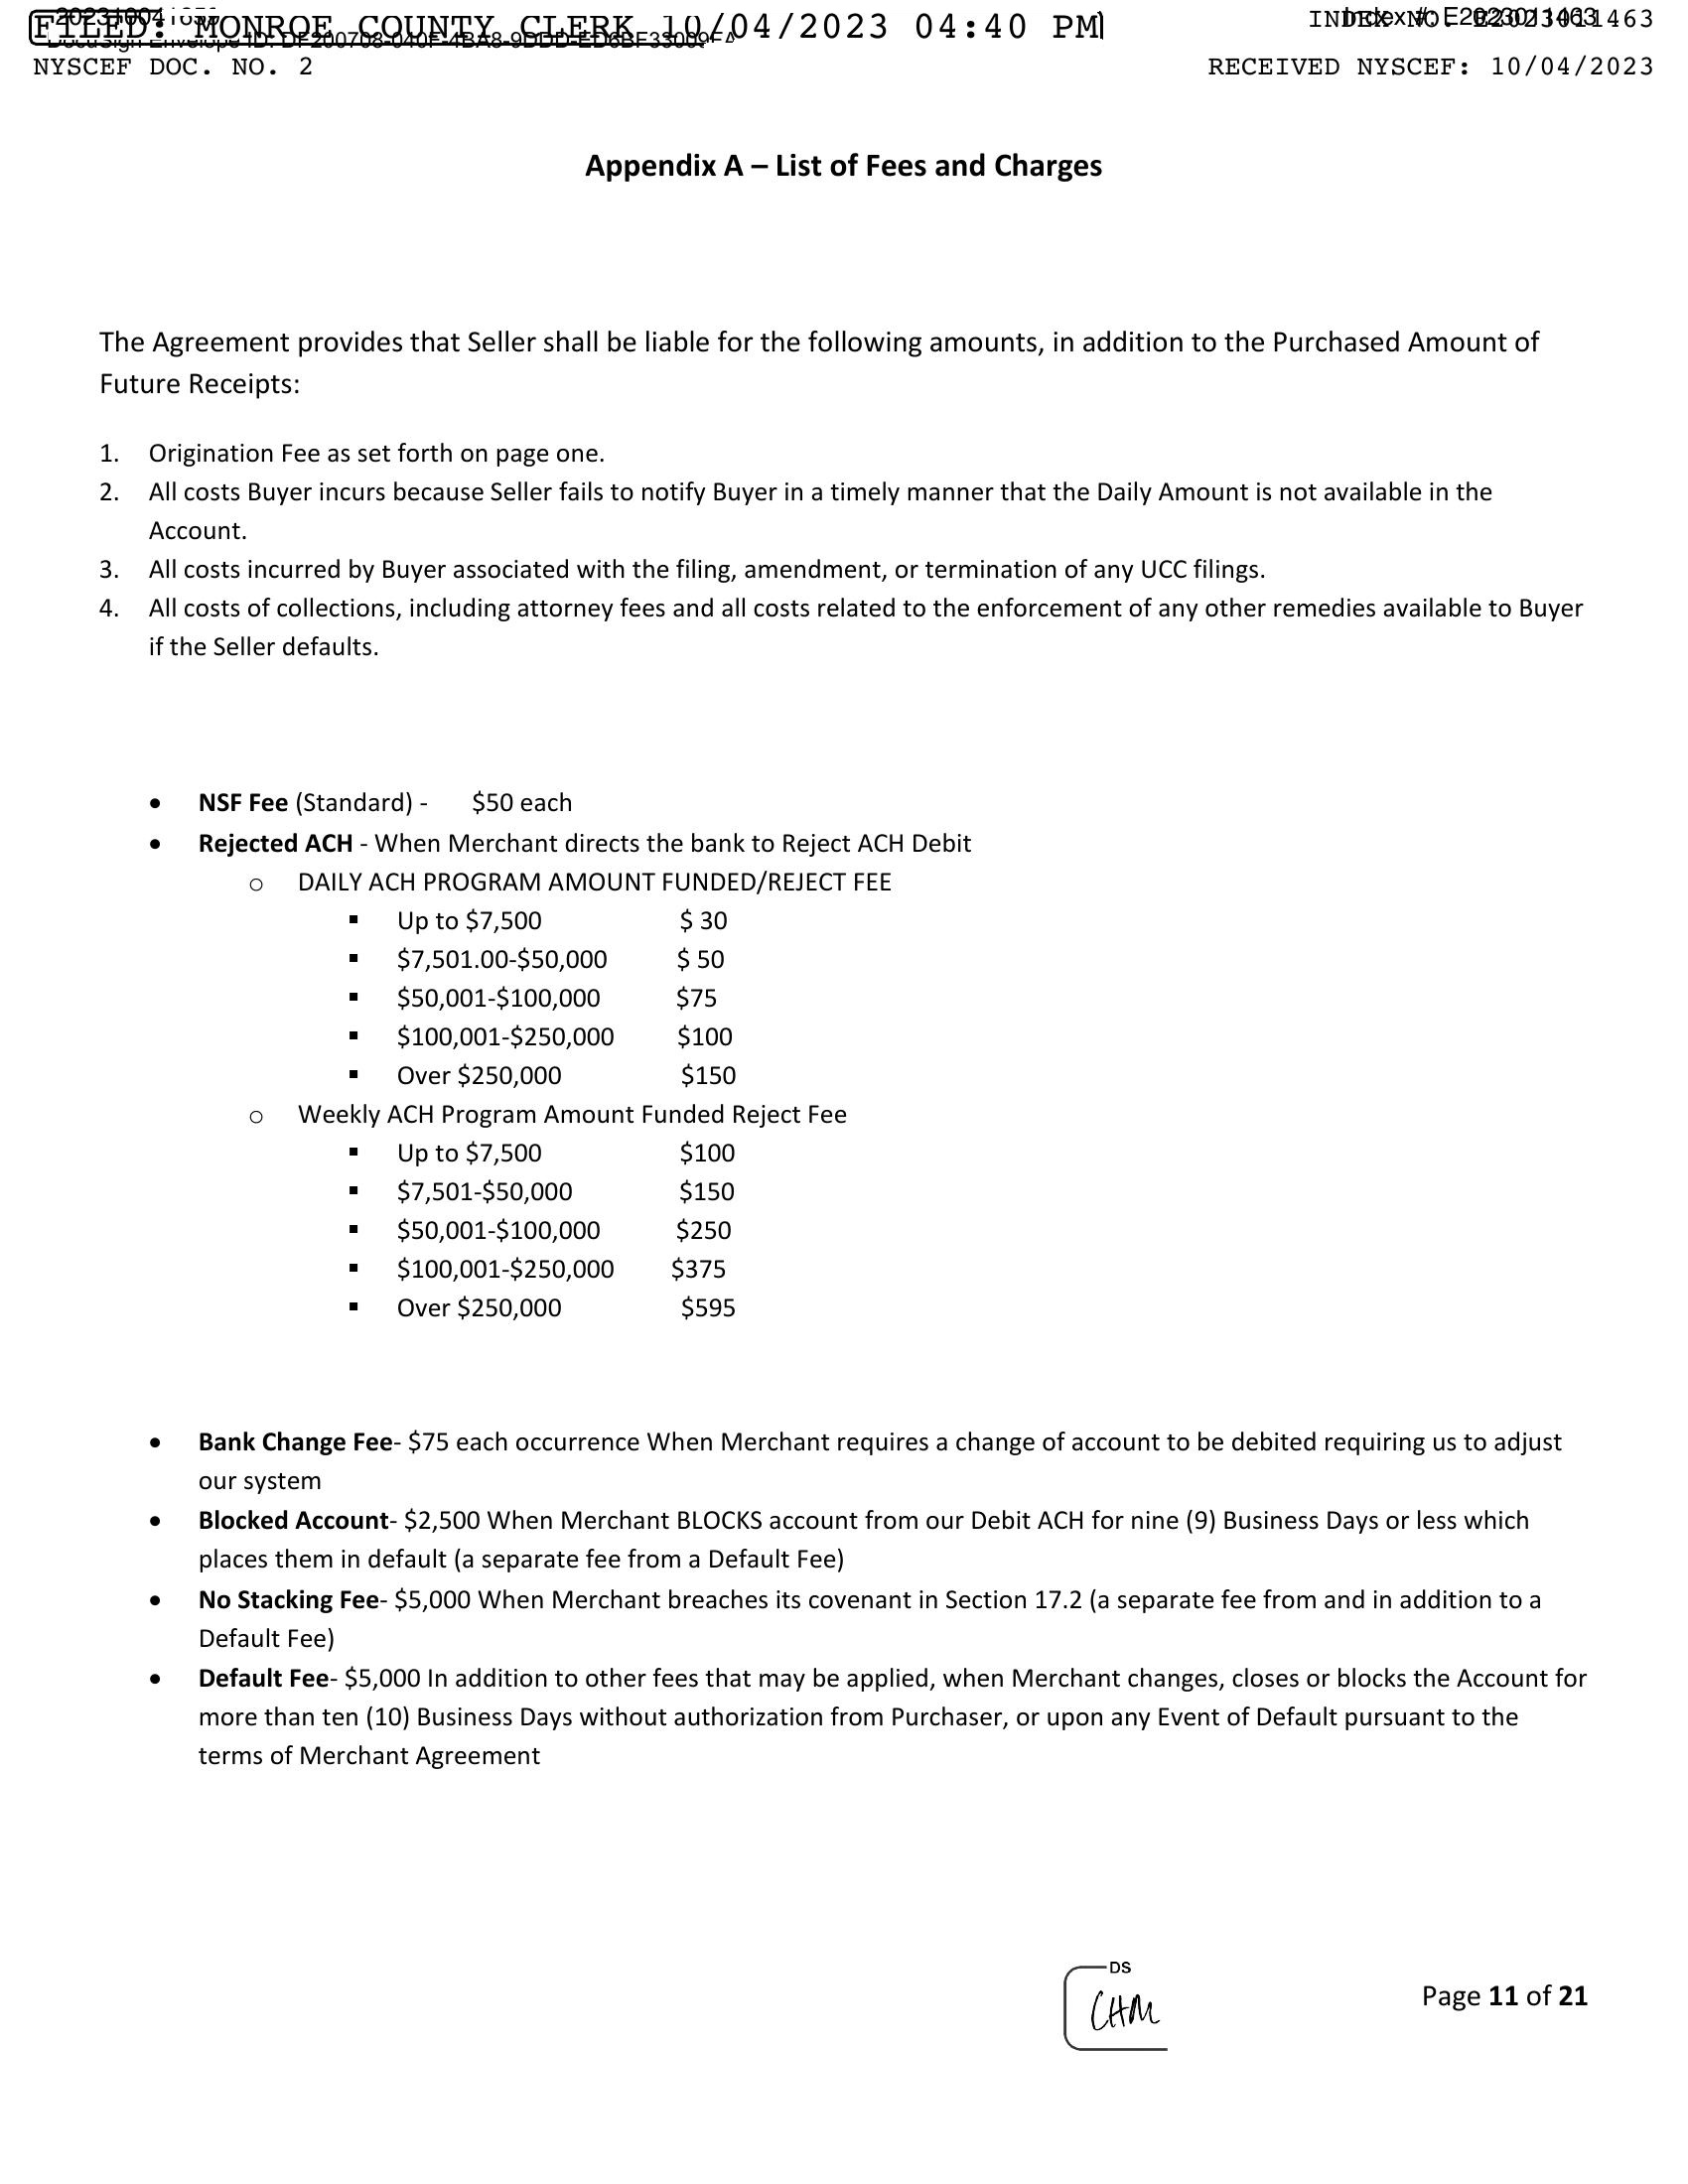 FILED: MONROE COUNTY CLERK 10/04/2023 04:40 PM
INDEX NO. E2023011463
Index #: E2023011463
NYSCEF DOC. NO. 2
RECEIVED NYSCEF: 10/04/2023
Appendix A – List of Fees and Charges
The Agreement provides that Seller shall be liable for the following amounts, in addition to the Purchased Amount of
Future Receipts:
1. Origination Fee as set forth on page one.
2. All costs Buyer incurs because Seller fails to notify Buyer in a timely manner that the Daily Amount is not available in the
Account.
3. All costs incurred by Buyer associated with the filing, amendment, or termination of any UCC filings.
4. All costs of collections, including attorney fees and all costs related to the enforcement of any other remedies available to Buyer
if the Seller defaults.
• NSF Fee (Standard) - $50 each
• Rejected ACH - When Merchant directs the bank to Reject ACH Debit
o DAILY ACH PROGRAM AMOUNT FUNDED/REJECT FEE
▪ Up to $7,500 $ 30
▪ $7,501.00-$50,000 $ 50
▪ $50,001-$100,000 $75
▪ $100,001-$250,000 $100
▪ Over $250,000 $150
o Weekly ACH Program Amount Funded Reject Fee
▪ Up to $7,500 $100
▪ $7,501-$50,000 $150
▪ $50,001-$100,000 $250
▪ $100,001-$250,000 $375
▪ Over $250,000 $595
• Bank Change Fee- $75 each occurrence When Merchant requires a change of account to be debited requiring us to adjust
our system
• Blocked Account- $2,500 When Merchant BLOCKS account from our Debit ACH for nine (9) Business Days or less which
places them in default (a separate fee from a Default Fee)
• No Stacking Fee- $5,000 When Merchant breaches its covenant in Section 17.2 (a separate fee from and in addition to a
Default Fee)
• Default Fee- $5,000 In addition to other fees that may be applied, when Merchant changes, closes or blocks the Account for
more than ten (10) Business Days without authorization from Purchaser, or upon any Event of Default pursuant to the
terms of Merchant Agreement
DS
CHM
Page 11 of 21